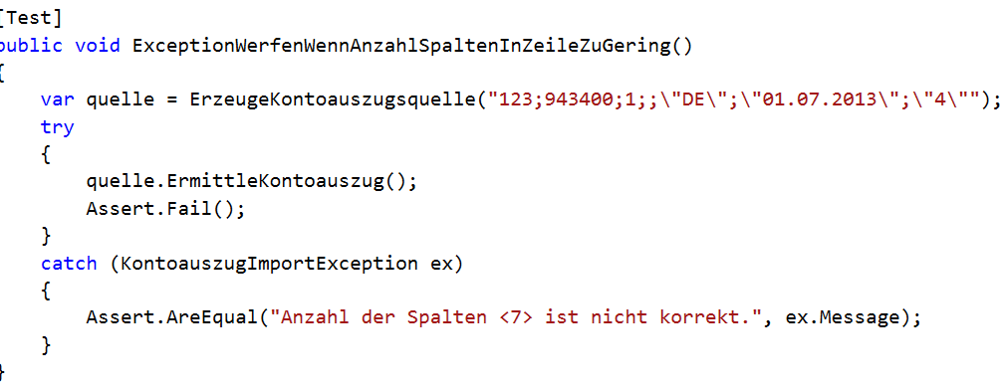 [Test]
public void ExceptionWerfenWennAnzahlSpaltenInZeileZuGering()
{
var quelle = ErzeugeKontoauszugsquelle("123;943400;1;;\"DE\";\"01.07.2013\";\"4\"");
try
{
quelle.ErmittleKontoauszug();
Assert.Fail();
}
catch (KontoauszugImportException ex)
{
Assert.AreEqual("Anzahl der Spalten <7> ist nicht korrekt.", ex.Message);
}
}